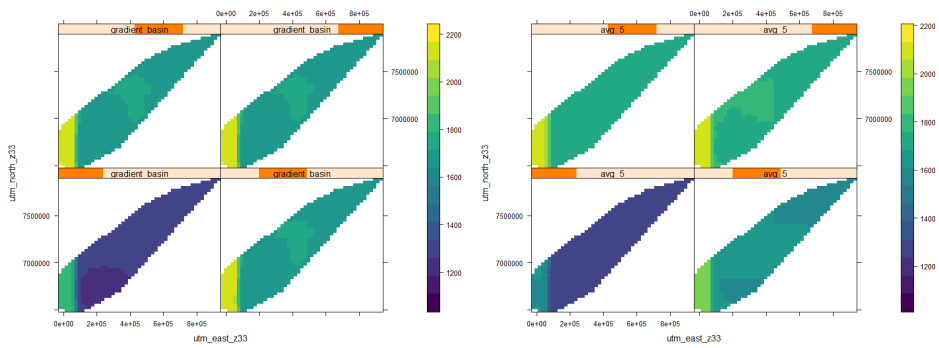 0e+00 2e+05 4e+05 6e+05 8e+05
gradient_basin gradient_basin
7500000
7000000
gradient_basin gradient_basin
7500000
7000000
0e+00 2e+05 4e+05 6e+05 8e+05
utm_east_z33
utm_north_z33
2200
2000
1800
1600
1400
1200
0e+00 2e+05 4e+05 6e+05 8e+05
avg_5 avg_5
7500000
7000000
avg_5 avg_5
7500000
7000000
0e+00 2e+05 4e+05 6e+05 8e+05
utm_east_z33
utm_north_z33
2200
2000
1800
1600
1400
1200